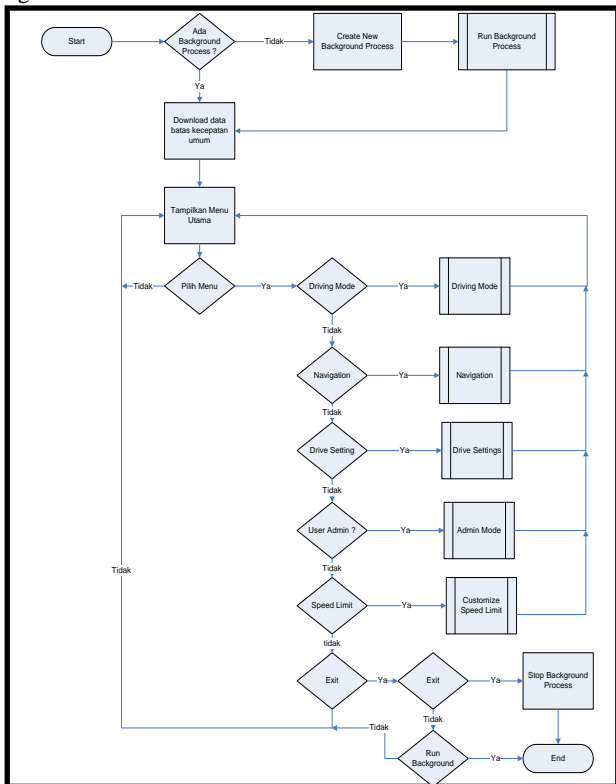 Start
Ada
Background
Process ?
Tidak
Create New
Background Process
Run Background
Process
Ya
Download data
batas kecepatan
umum
Tampilkan Menu
Utama
Tidak
Pilih Menu
Ya
Driving Mode
Ya
Driving Mode
Tidak
Navigation
Ya
Navigation
Tidak
Drive Setting
Ya
Drive Settings
Tidak
User Admin ?
Ya
Admin Mode
Tidak
Tidak
Speed Limit
Ya
Customize
Speed Limit
tidak
Exit
Ya
Exit
Ya
Stop Background
Process
Tidak
Tidak
Run
Background
Ya
End